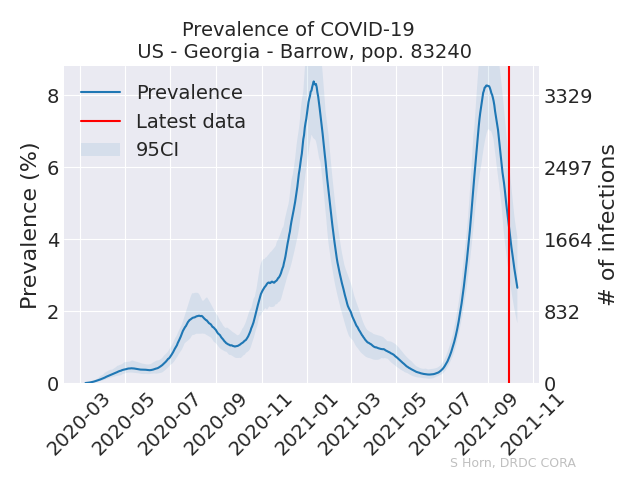 Prevalence of COVID-19
US - Georgia - Barrow, pop. 83240
Prevalence
Latest data
95CI
Prevalence (%)
8
6
4
2
0
3329
2497
1664
832
0
# of infections
2020-03
2020-05
2020-07
2020-09
2020-11
2021-01
2021-03
2021-05
2021-07
2021-09
2021-11
S Horn, DRDC CORA